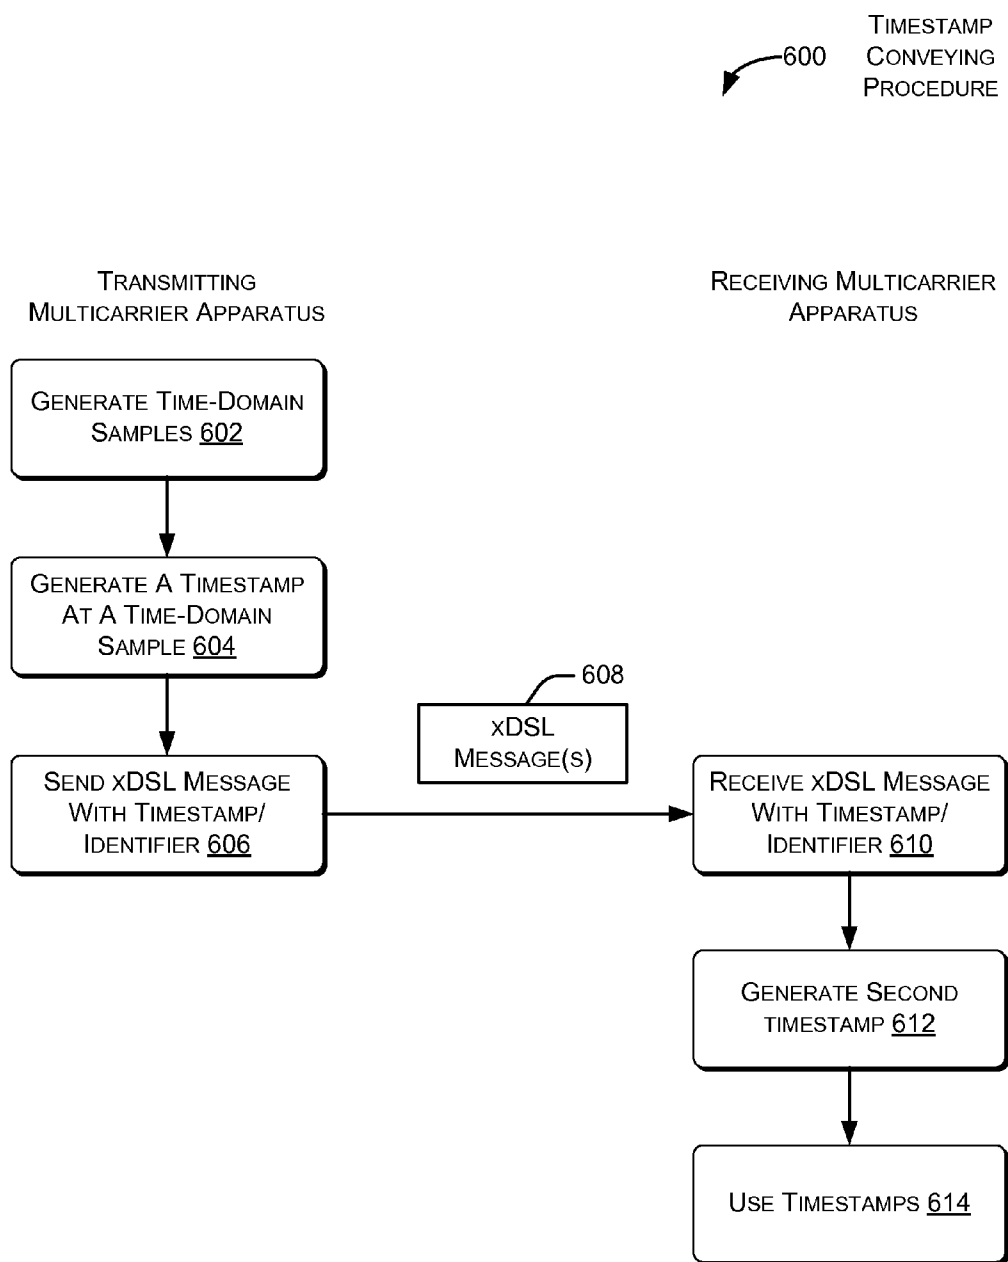 600
TIMESTAMP
CONVEYING
PROCEDURE
TRANSMITTING
MULTICARRIER APPARATUS
RECEIVING MULTICARRIER
APPARATUS
GENERATE TIME-DOMAIN
SAMPLES 602
GENERATE A TIMESTAMP
AT A TIME-DOMAIN
SAMPLE 604
SEND XDSL MESSAGE
WITH TIMESTAMP/
IDENTIFIER 606
608
XDSL
MESSAGE(S)
RECEIVE XDSL MESSAGE
WITH TIMESTAMP/
IDENTIFIER 610
GENERATE SECOND
TIMESTAMP 612
USE TIMESTAMPS 614